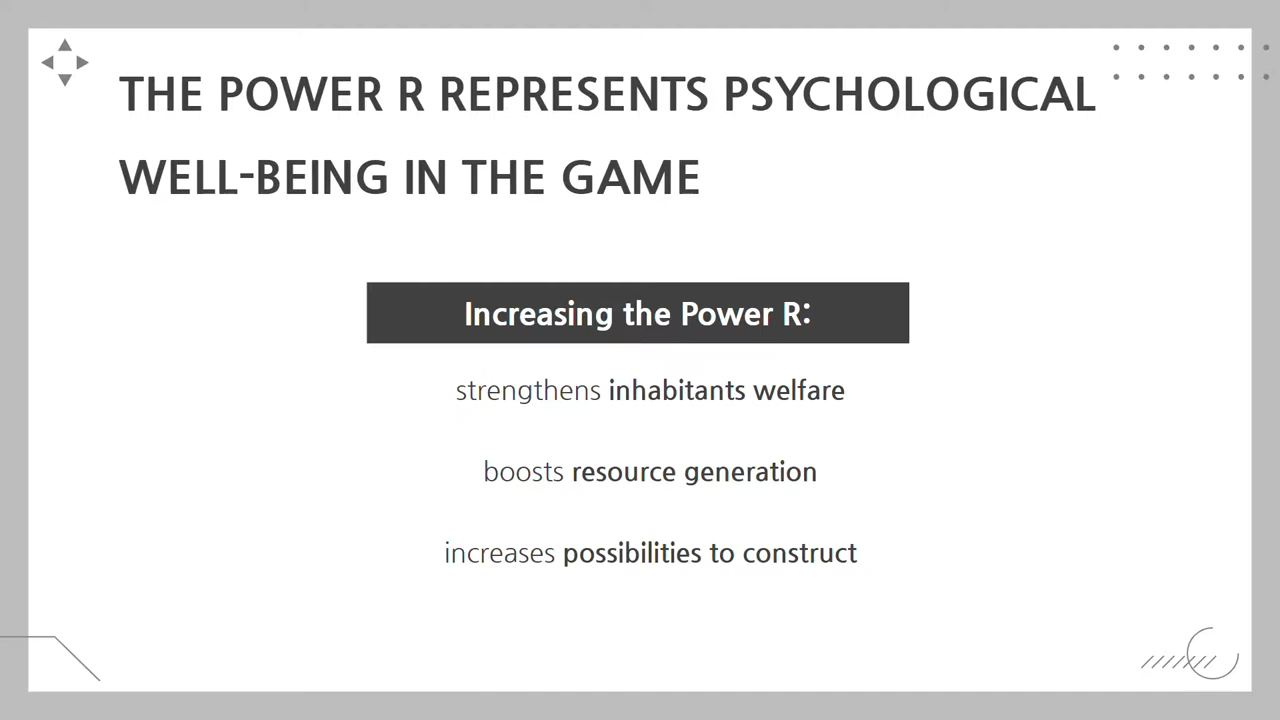 THE POWER R REPRESENTS PSYCHOLOGICAL
WELL-BEING IN THE GAME
Increasing the Power R:
strengthens inhabitants welfare
boosts resource generation
increases possibilities to construct